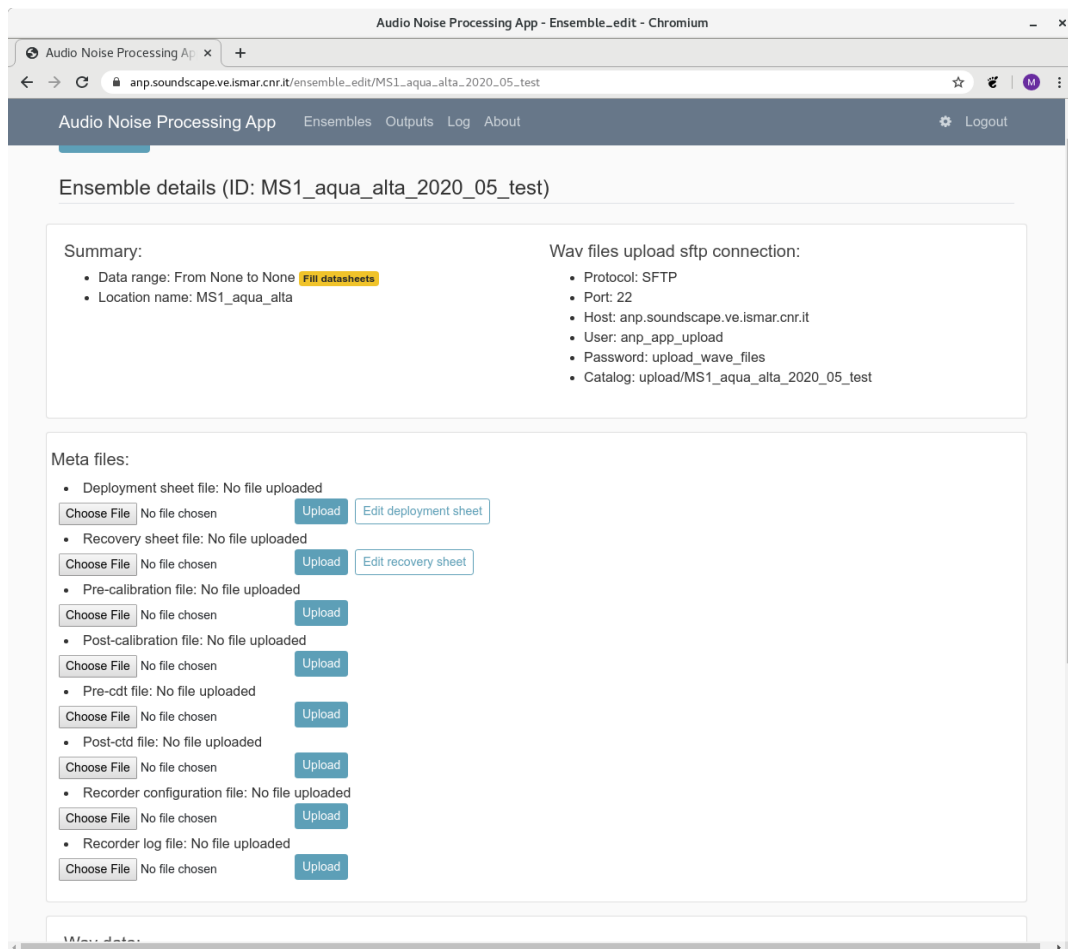 Audio Noise Processing App - Ensemble_edit - Chromium
Audio Noise Processing Ap
anp.soundscape.ve.ismar.cnr.it/ensemble_edit/MS1_aqua_alta_2020_05_test
M
Audio Noise Processing App Ensembles Outputs Log About Logout
Ensemble details (ID: MS1_aqua_alta_2020_05_test)
Summary:
• Data range: From None to None Fill datasheets
• Location name: MS1_aqua_alta
Wav files upload sftp connection:
• Protocol: SFTP
• Port: 22
• Host: anp.soundscape.ve.ismar.cnr.it
• User: anp_app_upload
• Password: upload_wave_files
• Catalog: upload/MS1_aqua_alta_2020_05_test
Meta files:
• Deployment sheet file: No file uploaded
Choose File No file chosen Upload Edit deployment sheet
• Recovery sheet file: No file uploaded
Choose File No file chosen Upload Edit recovery sheet
• Pre-calibration file: No file uploaded
Choose File No file chosen Upload
• Post-calibration file: No file uploaded
Choose File No file chosen Upload
• Pre-cdt file: No file uploaded
Choose File No file chosen Upload
• Post-ctd file: No file uploaded
Choose File No file chosen Upload
• Recorder configuration file: No file uploaded
Choose File No file chosen Upload
• Recorder log file: No file uploaded
Choose File No file chosen Upload
Wav data: